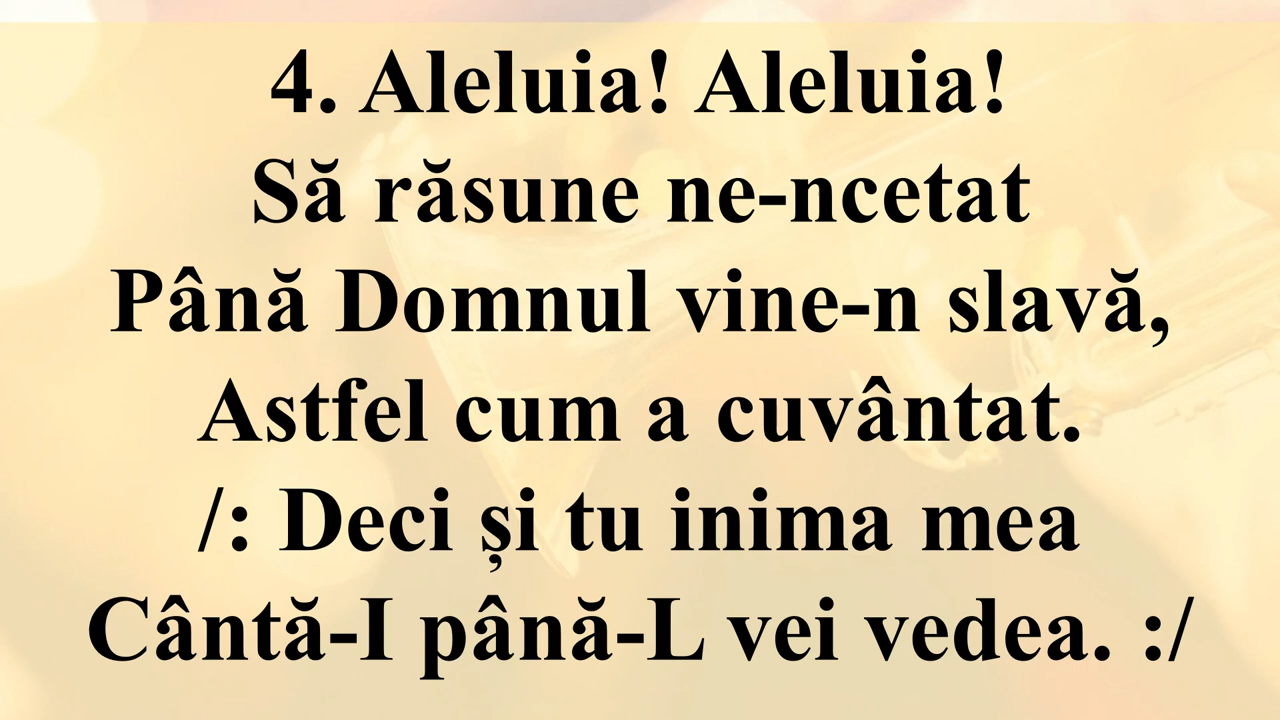 4. Aleluia! Aleluia!
Să răsune ne-ncetat
Până Domnul vine-n slavă,
Astfel cum a cuvântat.
/: Deci și tu inima mea
Cântă-I până-L vei vedea. :/